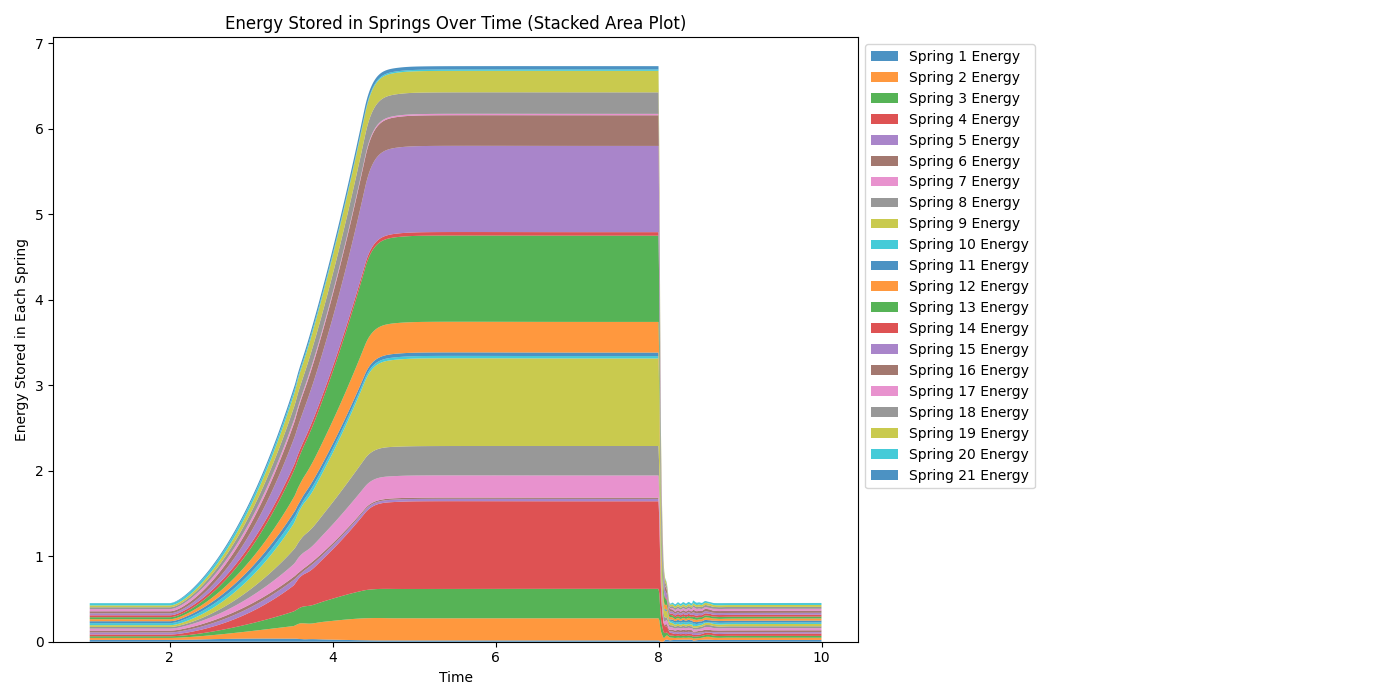 Energy Stored in Springs Over Time (Stacked Area Plot)
Energy Stored in Each Spring
7
6
5
4
3
2
1
0
2 4 6 8 10
Time
Spring 1 Energy
Spring 2 Energy
Spring 3 Energy
Spring 4 Energy
Spring 5 Energy
Spring 6 Energy
Spring 7 Energy
Spring 8 Energy
Spring 9 Energy
Spring 10 Energy
Spring 11 Energy
Spring 12 Energy
Spring 13 Energy
Spring 14 Energy
Spring 15 Energy
Spring 16 Energy
Spring 17 Energy
Spring 18 Energy
Spring 19 Energy
Spring 20 Energy
Spring 21 Energy